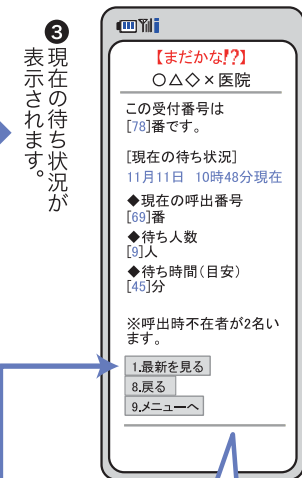 ❸現在の待ち状況が
表示されます。
【まだかな!?】
○△◇×医院
この受付番号は
[78]番です。
[現在の待ち状況]
11月11日 10時48分現在
◆現在の呼出番号
[69]番
◆待ち人数
[9]人
◆待ち時間(目安)
[45]分
※呼出時不在者が2名い
ます。
1.最新を見る
8.戻る
9.メニューへ